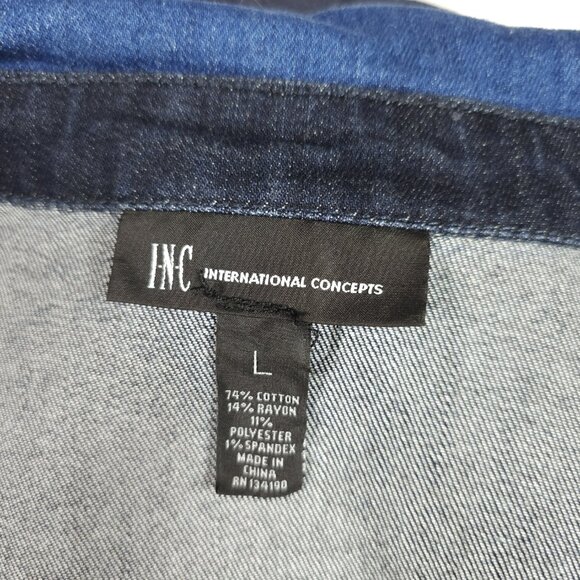 I·N·C INTERNATIONAL CONCEPTS
L
74% COTTON
14% RAYON
11%
POLYESTER
1% SPANDEX
MADE IN
CHINA
RN 134190